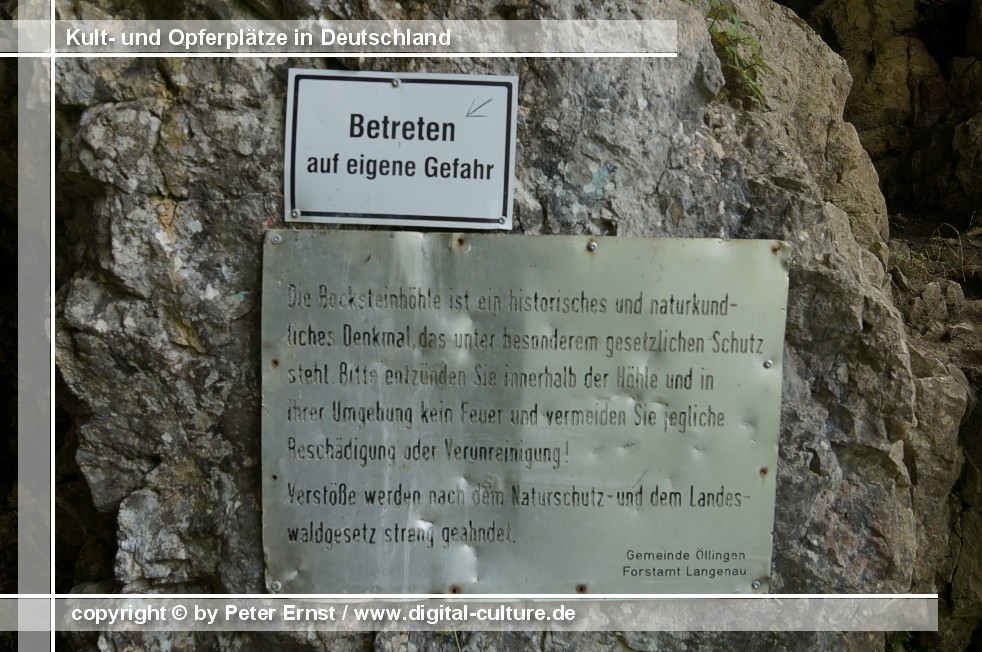 Kult- und Opferplätze in Deutschland
Betreten
auf eigene Gefahr
Die Bocksteinhöhle ist ein historisches und naturkund-
liches Denkmal, das unter besonderem gesetzlichen Schutz
steht. Bitte entzünden Sie innerhalb der Höhle und in
ihrer Umgebung kein Feuer und vermeiden Sie jegliche
Beschädigung oder Verunreinigung!
Verstöße werden nach dem Naturschutz- und dem Landes-
waldgesetz streng geahndet.
Gemeinde Öllingen
Forstamt Langenau
copyright © by Peter Ernst / www.digital-culture.de